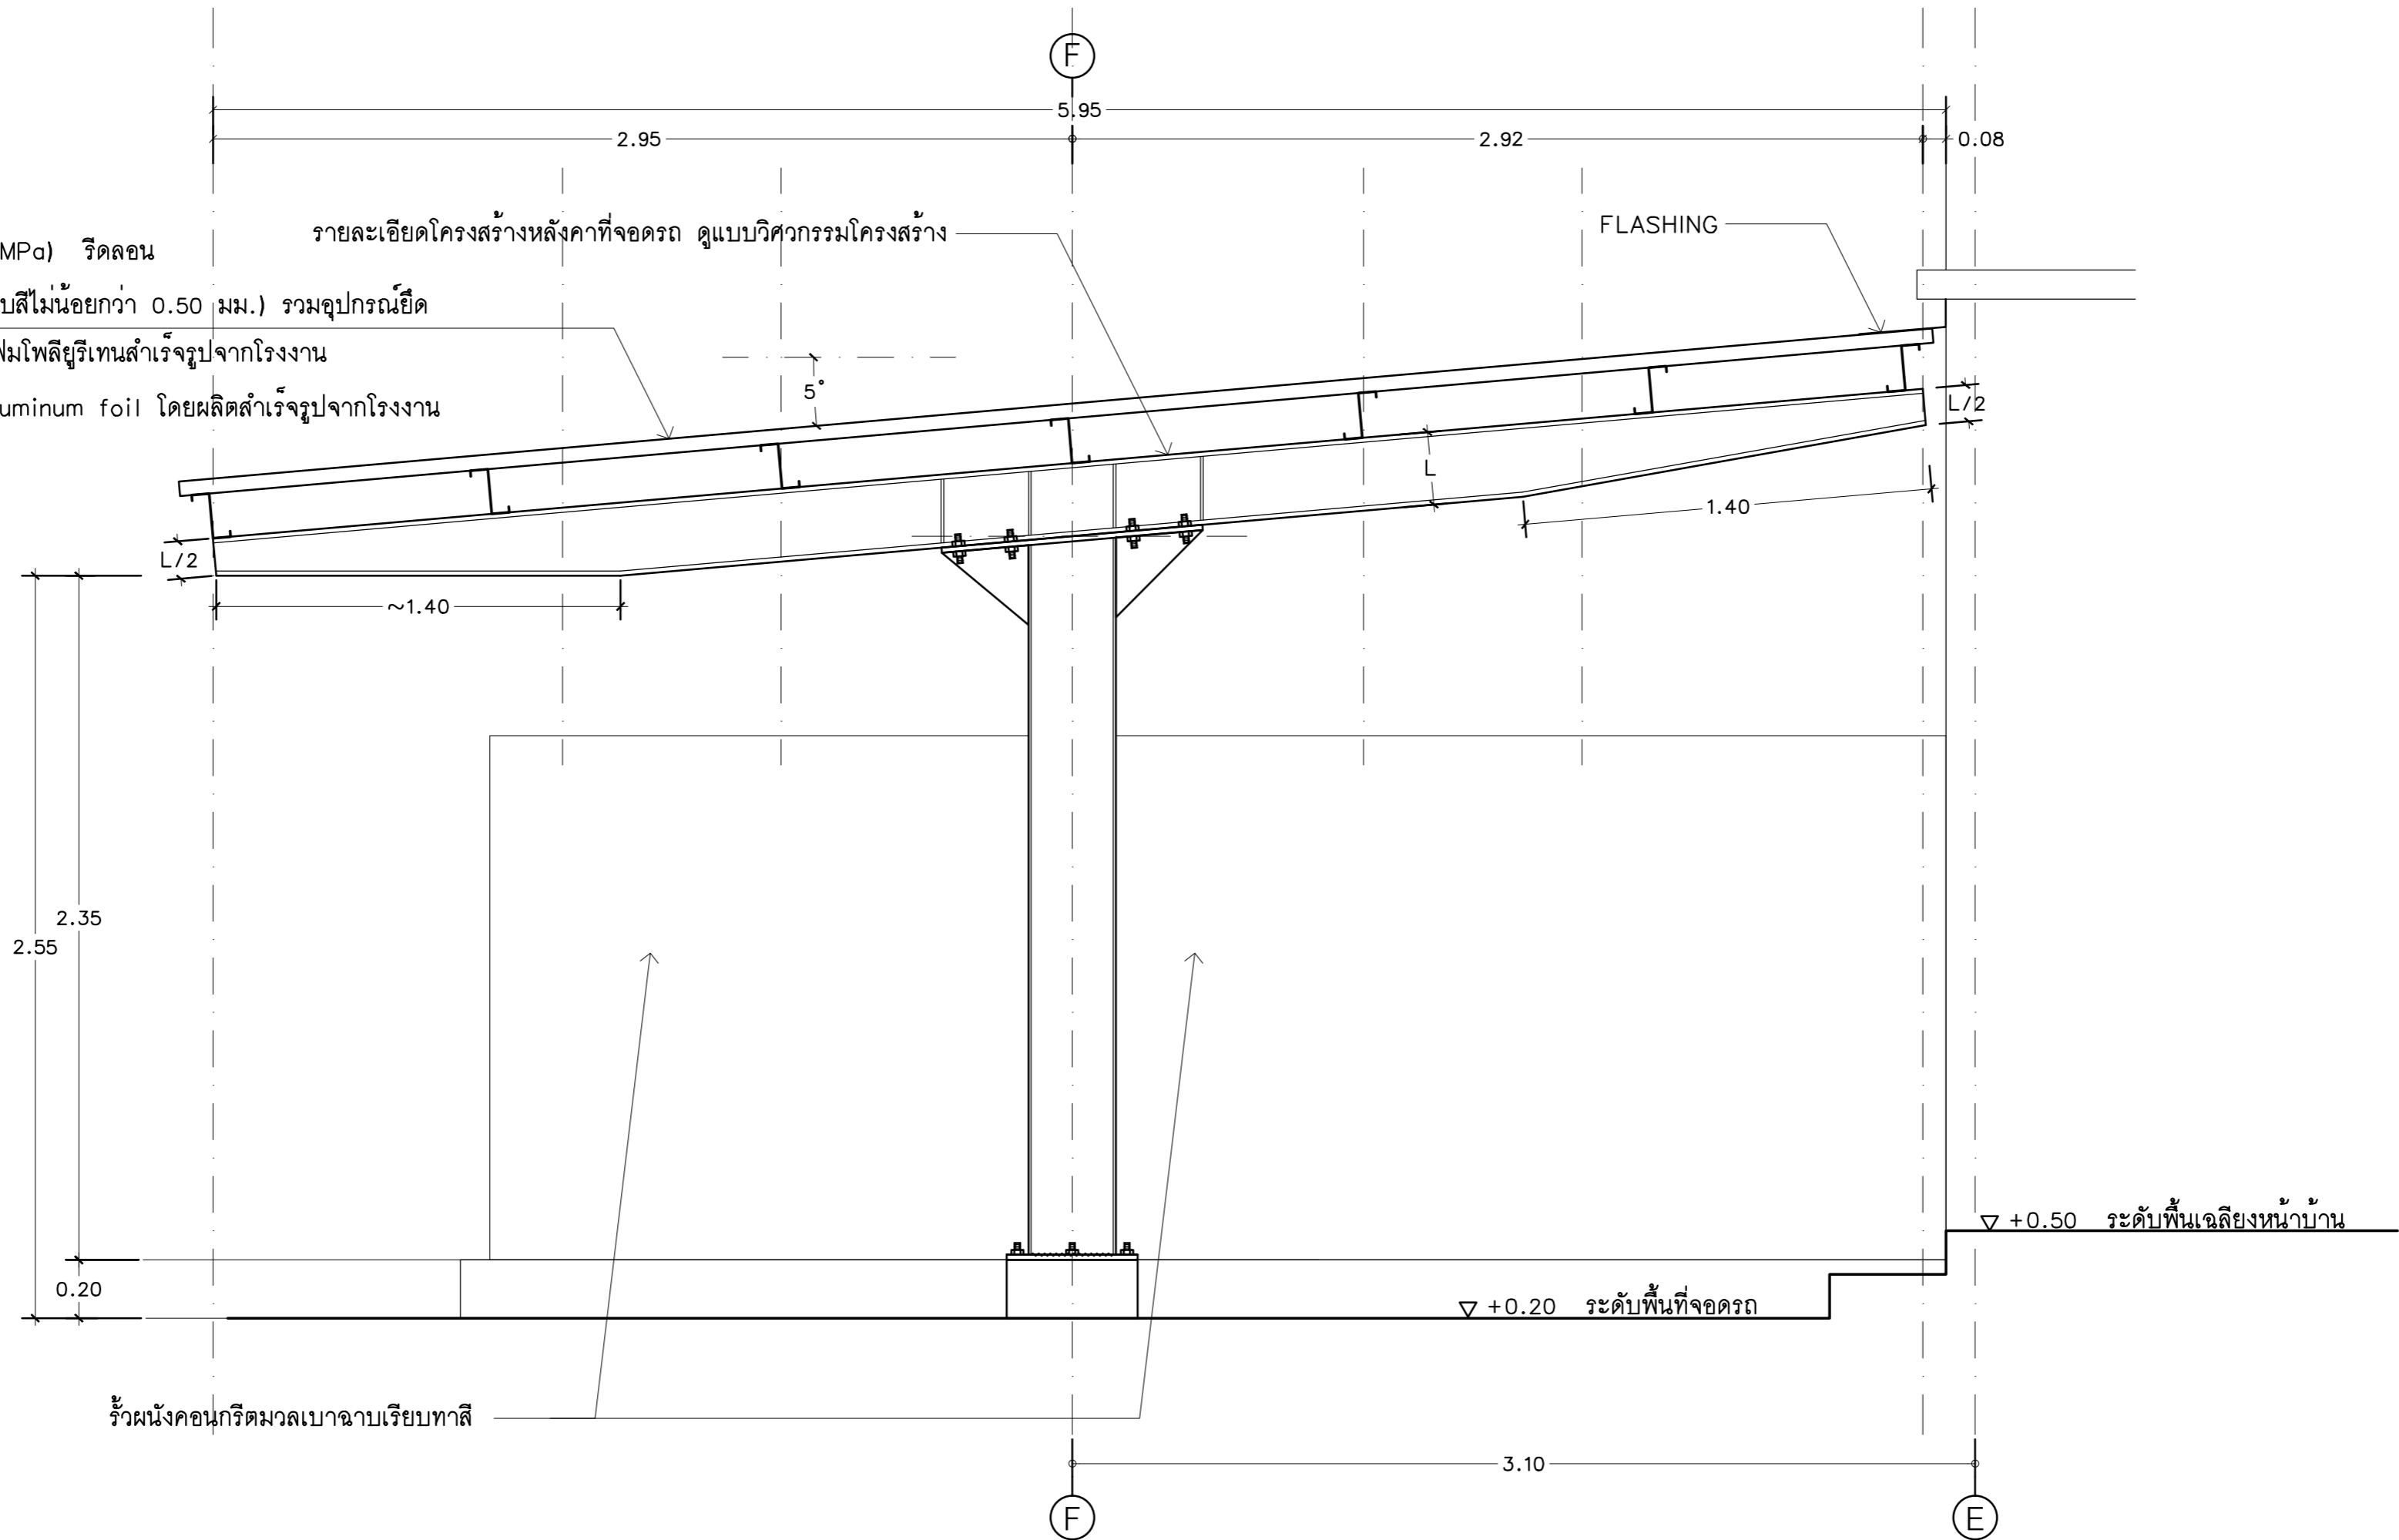 F
5.95
2.95
2.92
0.08
รายละเอียดโครงสร้างหลังคาที่จอดรถ ดูแบบวิศวกรรมโครงสร้าง
FLASHING
MPa) รีดลอน
บสีไม่น้อยกว่า 0.50 มม.) รวมอุปกรณ์ยึด
ฟมโพลียูรีเทนสำเร็จรูปจากโรงงาน
uminum foil โดยผลิตสำเร็จรูปจากโรงงาน
5°
L/2
L
1.40
L/2
~1.40
2.35
2.55
0.20
+0.50 ระดับพื้นเฉลียงหน้าบ้าน
+0.20 ระดับพื้นที่จอดรถ
รั้วผนังคอนกรีตมวลเบาฉาบเรียบทาสี
3.10
F
E